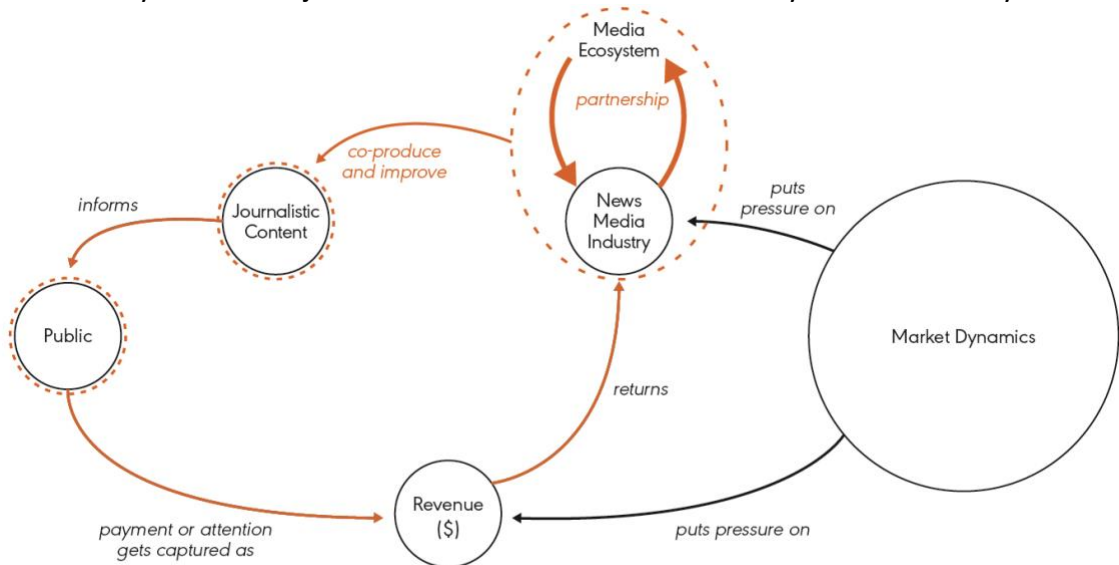 Media
Ecosystem
partnership
co-produce
and improve
puts
pressure on
informs
Journalistic
Content
News
Media
Industry
Public
Market Dynamics
returns
Revenue
($)
payment or attention
gets captured as
puts pressure on